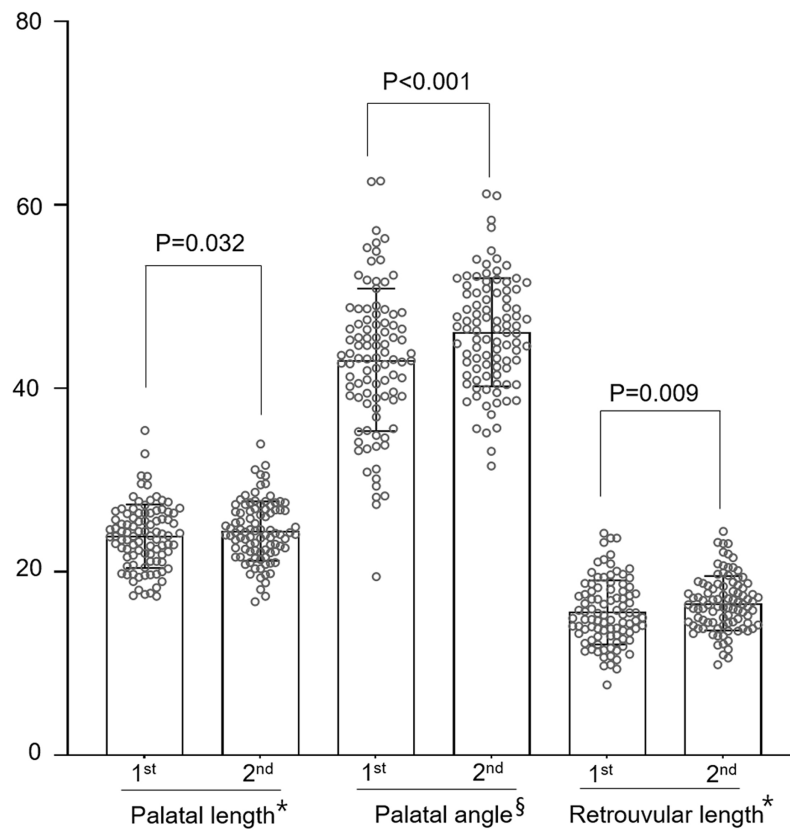 80
P<0.001
60
P=0.032
40
P=0.009
20
0
1st 2nd 1st 2nd 1st 2nd
Palatal length* Palatal angle§ Retrouvular length*